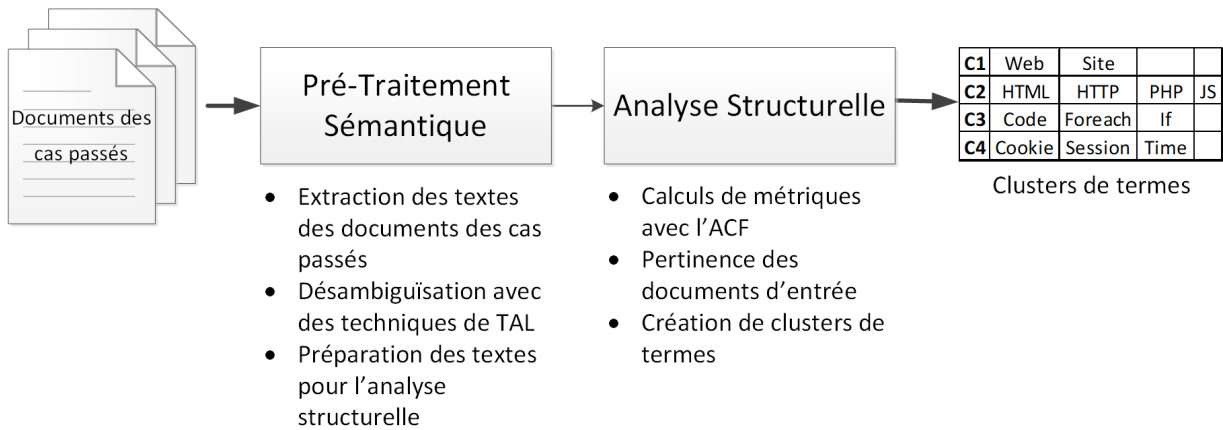 Documents des
cas passés
Pré-Traitement
Sémantique
• Extraction des textes
des documents des cas
passés
• Désambiguïsation avec
des techniques de TAL
• Préparation des textes
pour l’analyse
structurelle
Analyse Structurelle
• Calculs de métriques
avec l’ACF
• Pertinence des
documents d’entrée
• Création de clusters de
termes
C1 Web Site
C2 HTML HTTP PHP JS
C3 Code Foreach If
C4 Cookie Session Time
Clusters de termes